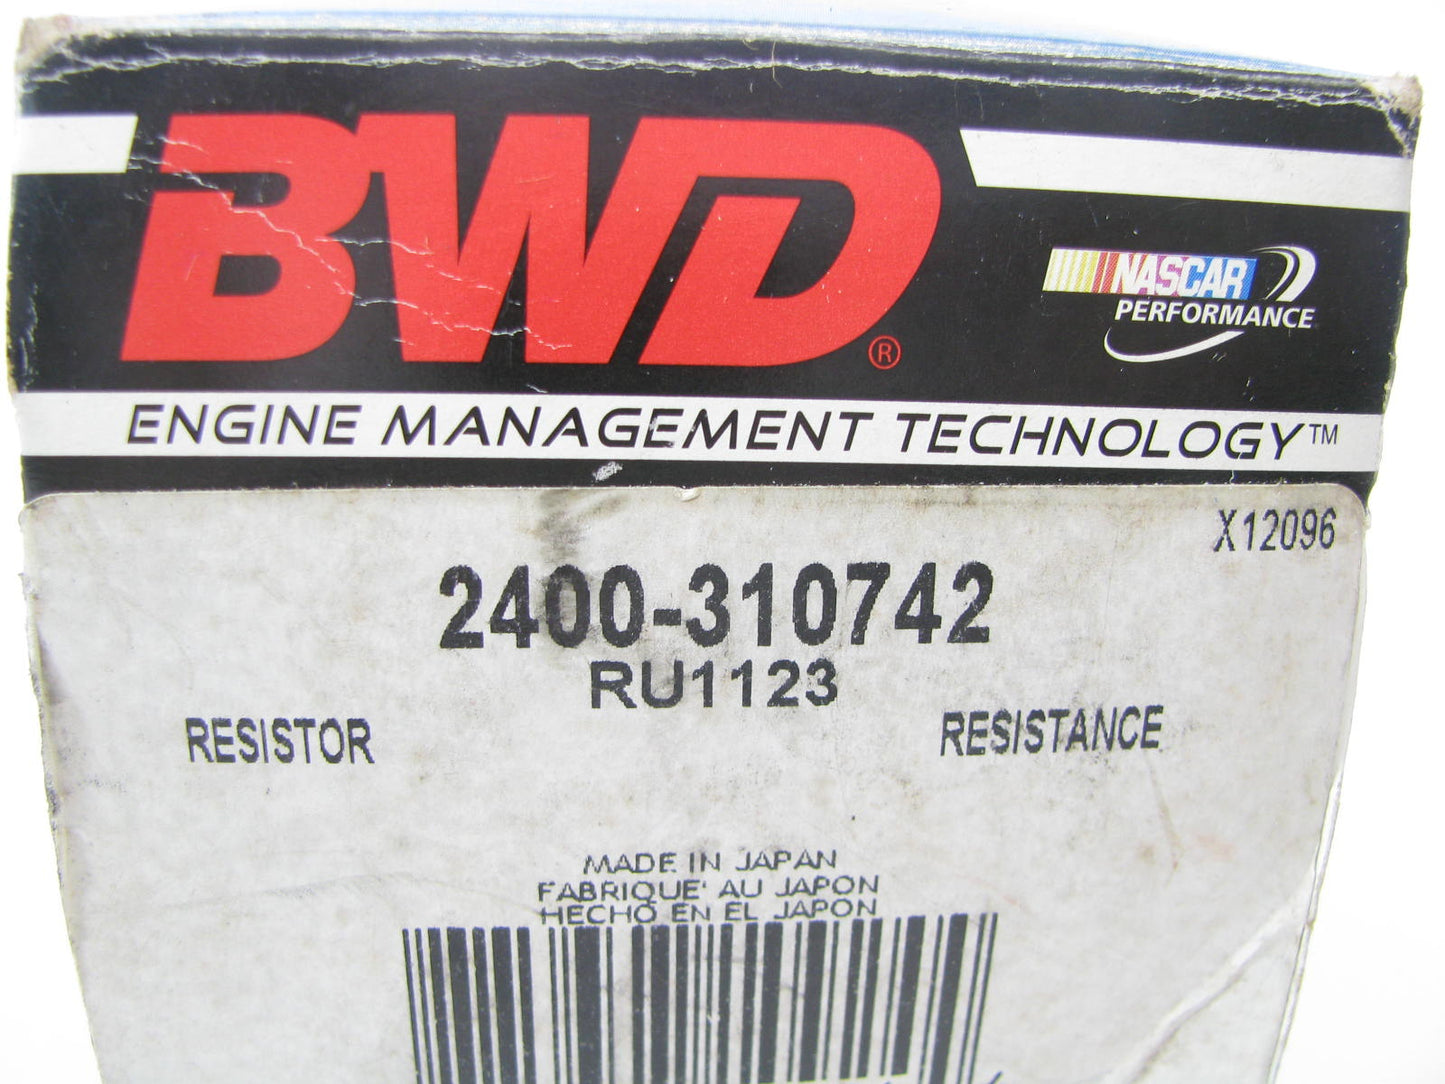 BWD®
NASCAR
PERFORMANCE
ENGINE MANAGEMENT TECHNOLOGY™
X12096
2400-310742
RU1123
RESISTOR RESISTANCE
MADE IN JAPAN
FABRIQUE' AU JAPON
HECHO EN EL JAPON